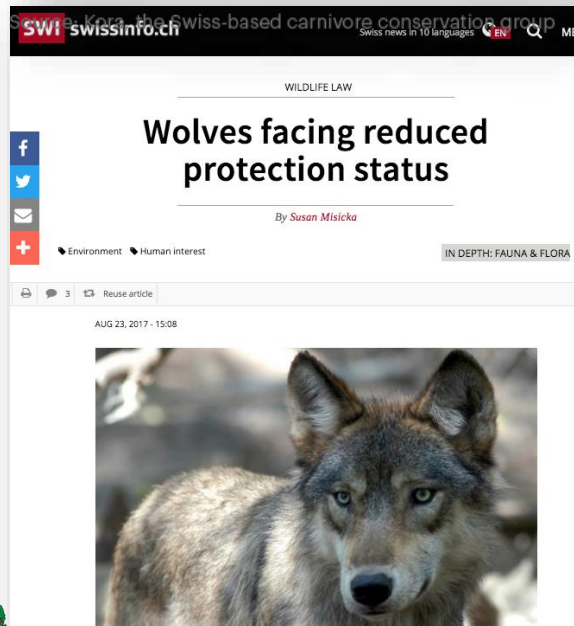 Source: Kora, the Swiss-based carnivore conservation group
SWI swissinfo.ch
Swiss news in 10 languages
EN
ME
WILDLIFE LAW
Wolves facing reduced
protection status
By Susan Misicka
Environment Human interest
IN DEPTH: FAUNA & FLORA
3 Reuse article
AUG 23, 2017 - 15:08